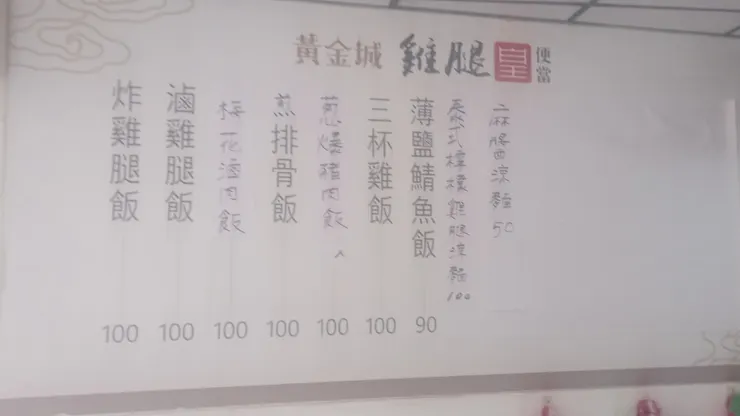 黃金城 雞腿皇 便當
麻醬涼麵 50
泰式檸檬雞腿涼麵 100
薄鹽鯖魚飯 90
三杯雞飯 100
蔥爆豬肉飯 100
煎排骨飯 100
梅花滷肉飯 100
滷雞腿飯 100
炸雞腿飯 100